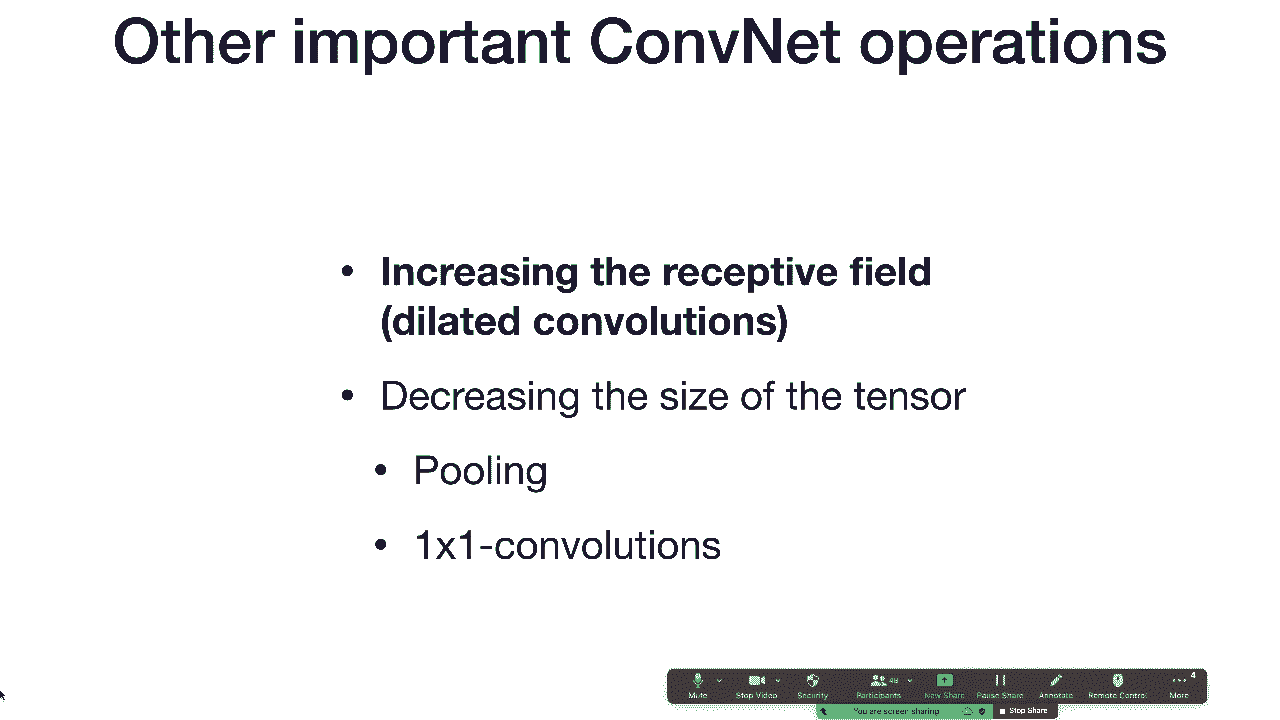 Other important ConvNet operations
• Increasing the receptive field
(dilated convolutions)
• Decreasing the size of the tensor
• Pooling
• 1x1-convolutions
4
Mute Stop Video Security Participants 48 New Share Pause Share Annotate Remote Control More
You are screen sharing Stop Share